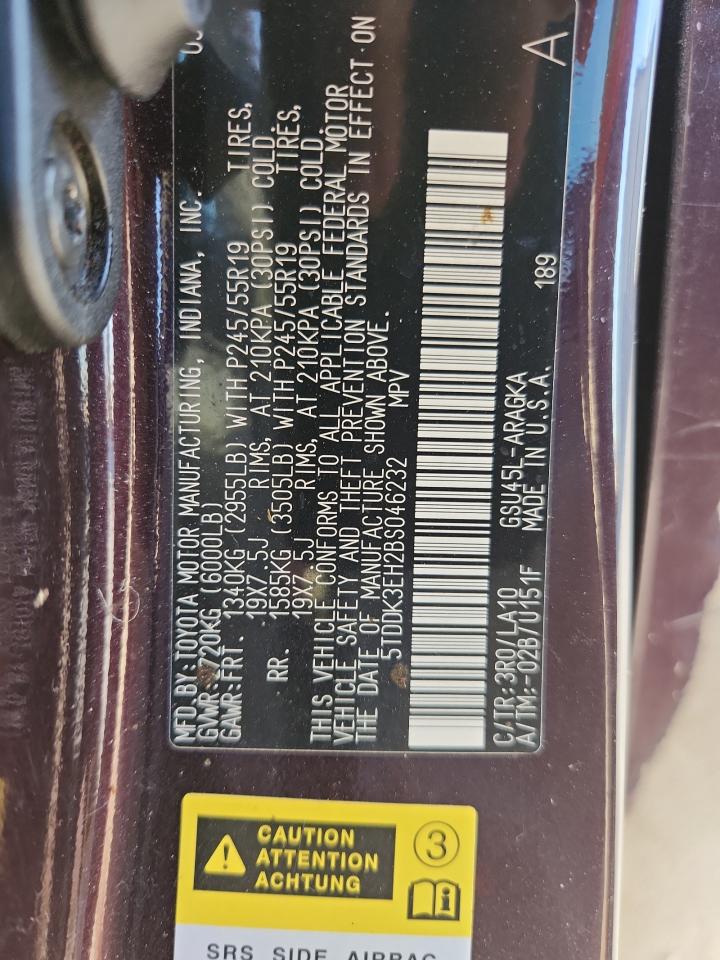 MFD. BY: TOYOTA MOTOR MANUFACTURING, INDIANA, INC.
GVWR: 2720KG (6000LB)
GAWR:FRT. 1340KG (2955LB) WITH P245/55R19 TIRES,
19X7.5J RIMS, AT 210KPA (30PSI) COLD
RR. 1585KG (3505LB) WITH P245/55R19 TIRES,
19X7.5J RIMS, AT 210KPA (30PSI) COLD.
THIS VEHICLE CONFORMS TO ALL APPLICABLE FEDERAL MOTOR
VEHICLE SAFETY AND THEFT PREVENTION STANDARDS IN EFFECT ON
THE DATE OF MANUFACTURE SHOWN ABOVE.
5TDDK3EH2BS046232 MPV
A
C/TR:3R0/LA10 GSU45L-ARAGKA 189
A/TM:-02B/U151F MADE IN U.S.A.
CAUTION
ATTENTION
ACHTUNG
3
i
SRS SIDE AIRBAG